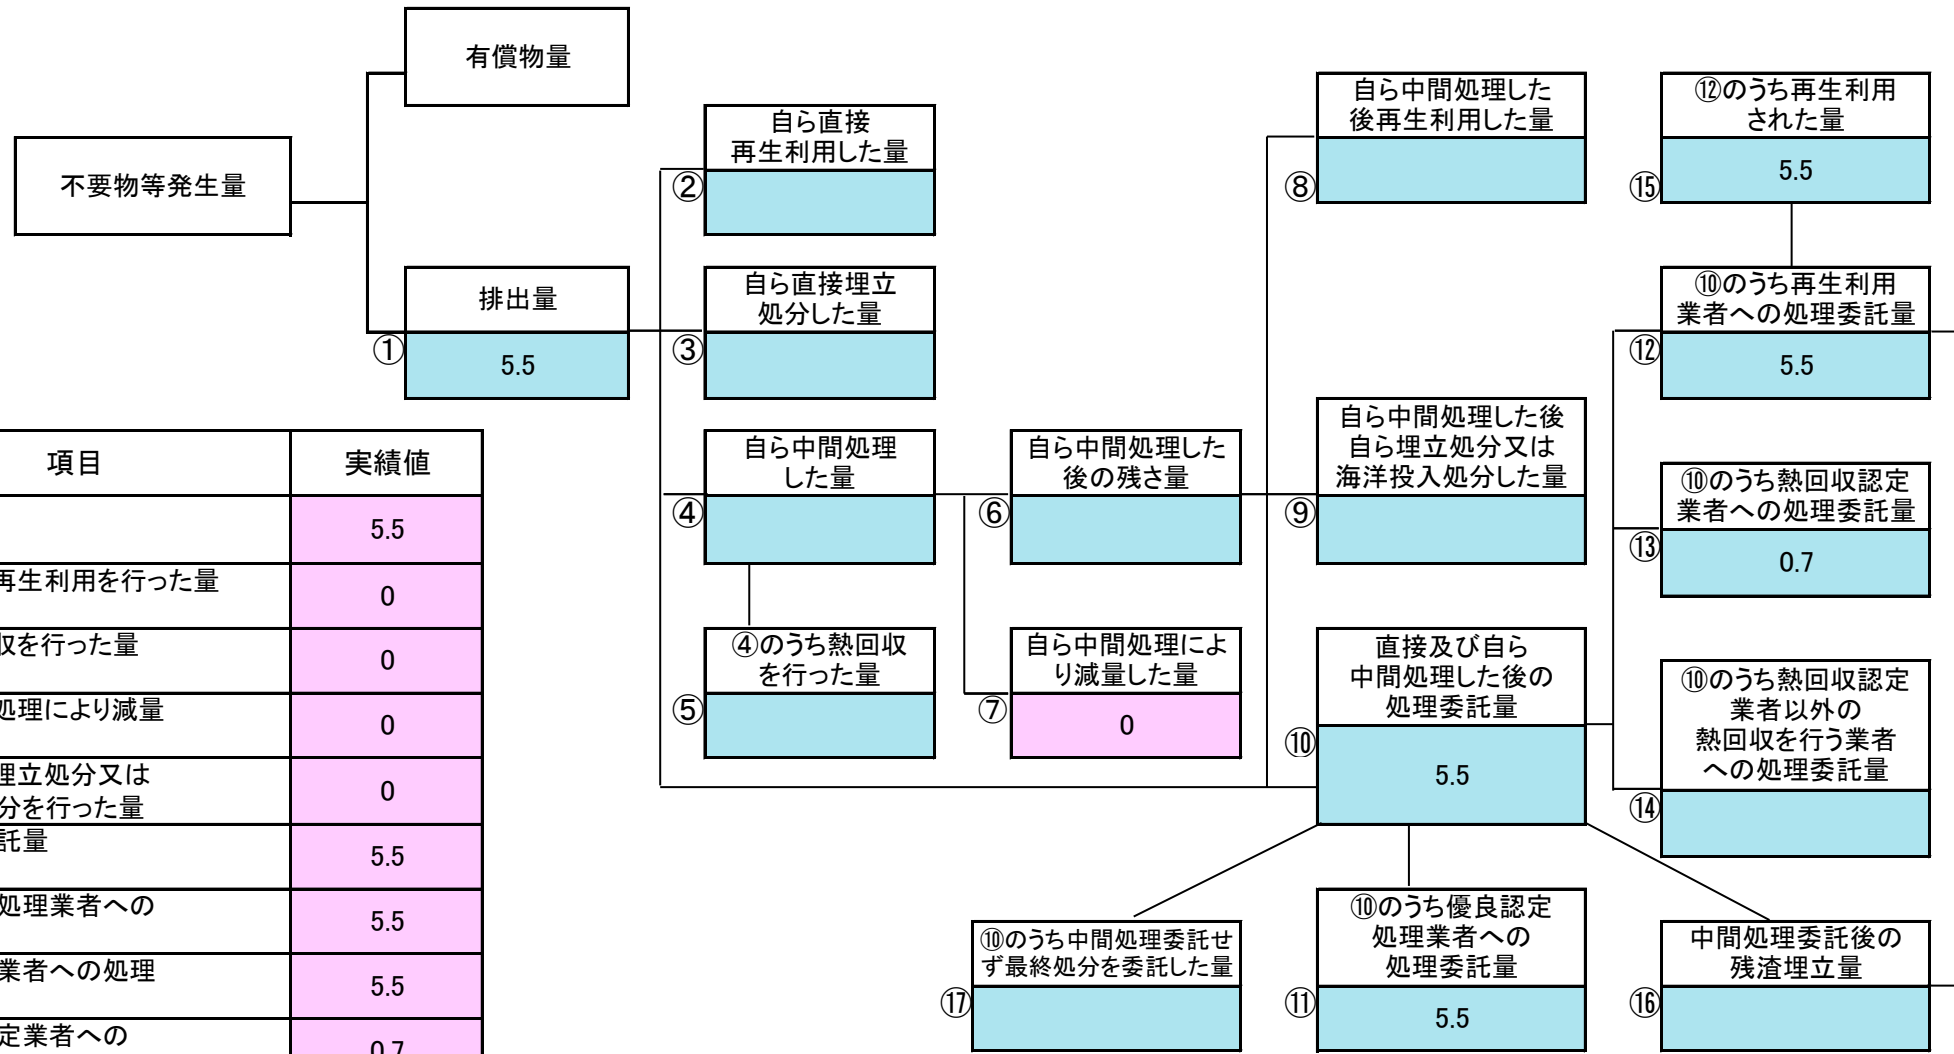 有償物量
不要物等発生量
排出量
①
5.5
自ら直接
再生利用した量
②
自ら直接埋立
処分した量
③
自ら中間処理
した量
④
④のうち熱回収
を行った量
⑤
自ら中間処理した
後の残さ量
⑥
自ら中間処理によ
り減量した量
⑦
0
自ら中間処理した
後再生利用した量
⑧
自ら中間処理した後
自ら埋立処分又は
海洋投入処分した量
⑨
直接及び自ら
中間処理した後の
処理委託量
⑩
5.5
⑫のうち再生利用
された量
⑮
5.5
⑩のうち再生利用
業者への処理委託量
⑫
5.5
⑩のうち熱回収認定
業者への処理委託量
⑬
0.7
⑩のうち熱回収認定
業者以外の
熱回収を行う業者
への処理委託量
⑭
⑩のうち中間処理委託せ
ず最終処分を委託した量
⑰
⑩のうち優良認定
処理業者への
処理委託量
⑪
5.5
中間処理委託後の
残渣埋立量
⑯
項目 実績値
5.5
再生利用を行った量 0
収を行った量 0
処理により減量 0
埋立処分又は
分を行った量 0
託量 5.5
処理業者への 5.5
業者への処理 5.5
定業者への 0.7